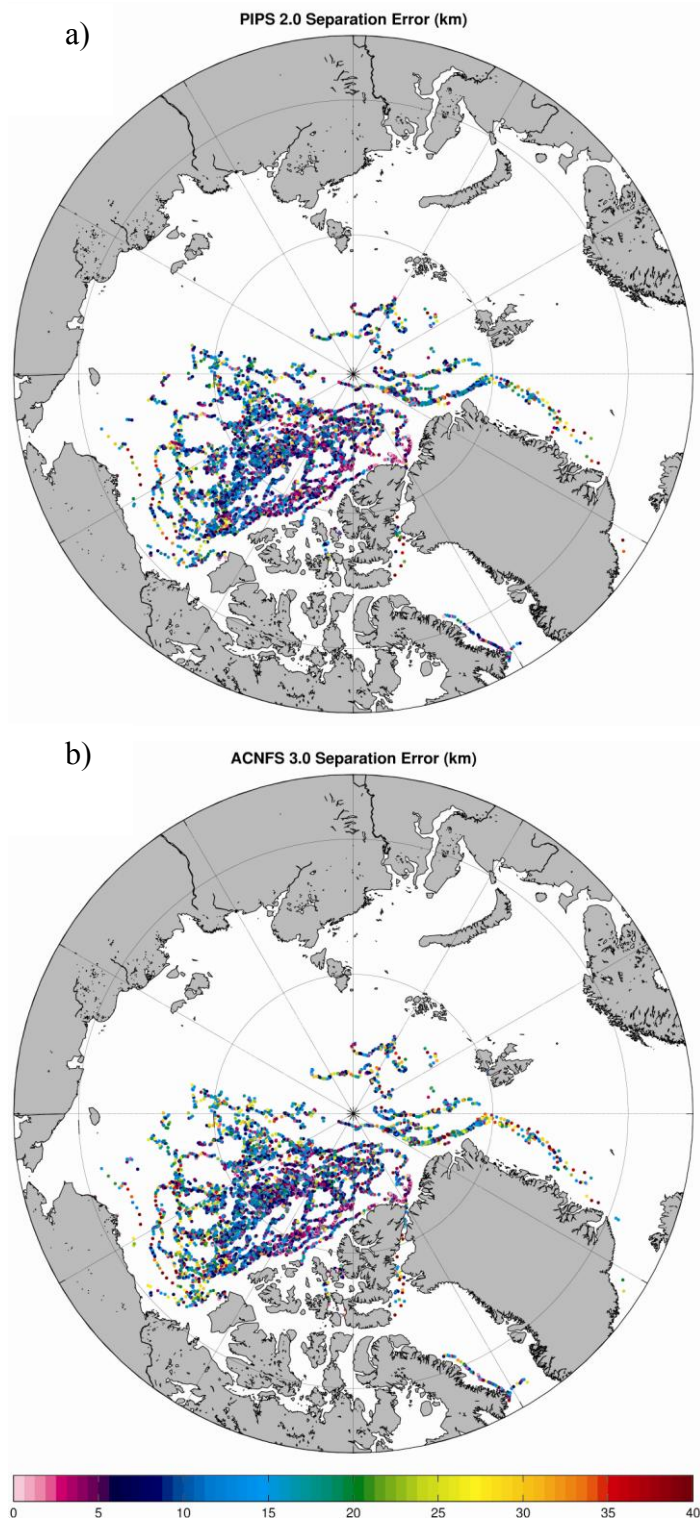 a)
PIPS 2.0 Separation Error (km)
b)
ACNFS 3.0 Separation Error (km)
0 5 10 15 20 25 30 35 40